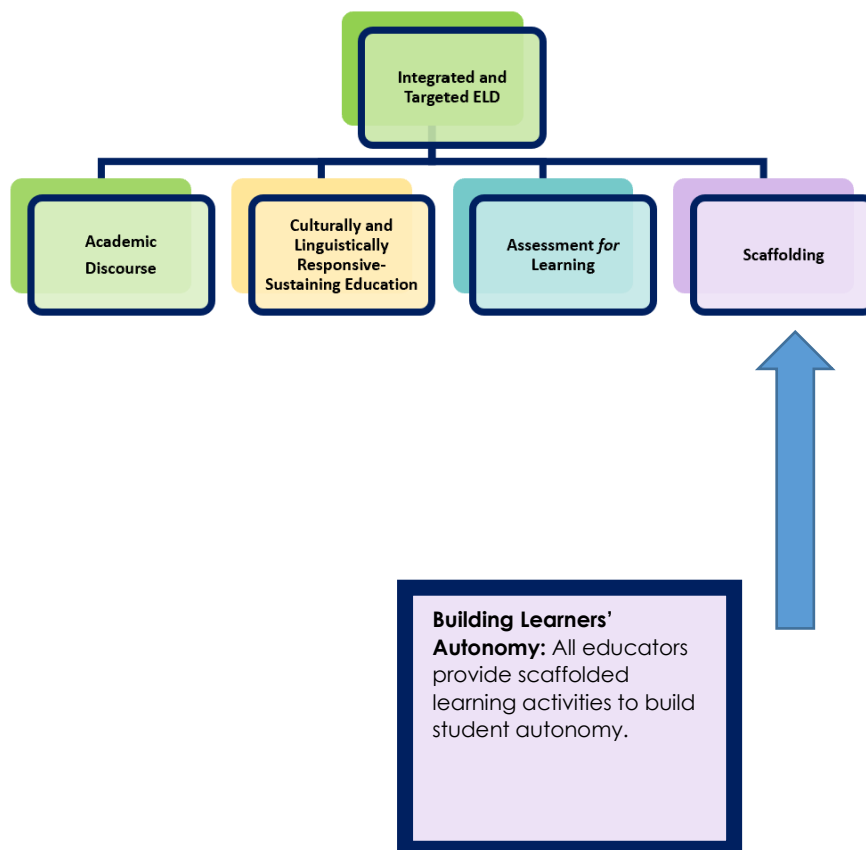 Integrated and
Targeted ELD
Academic
Discourse
Culturally and
Linguistically
Responsive-
Sustaining Education
Assessment for
Learning
Scaffolding
Building Learners’
Autonomy: All educators
provide scaffolded
learning activities to build
student autonomy.